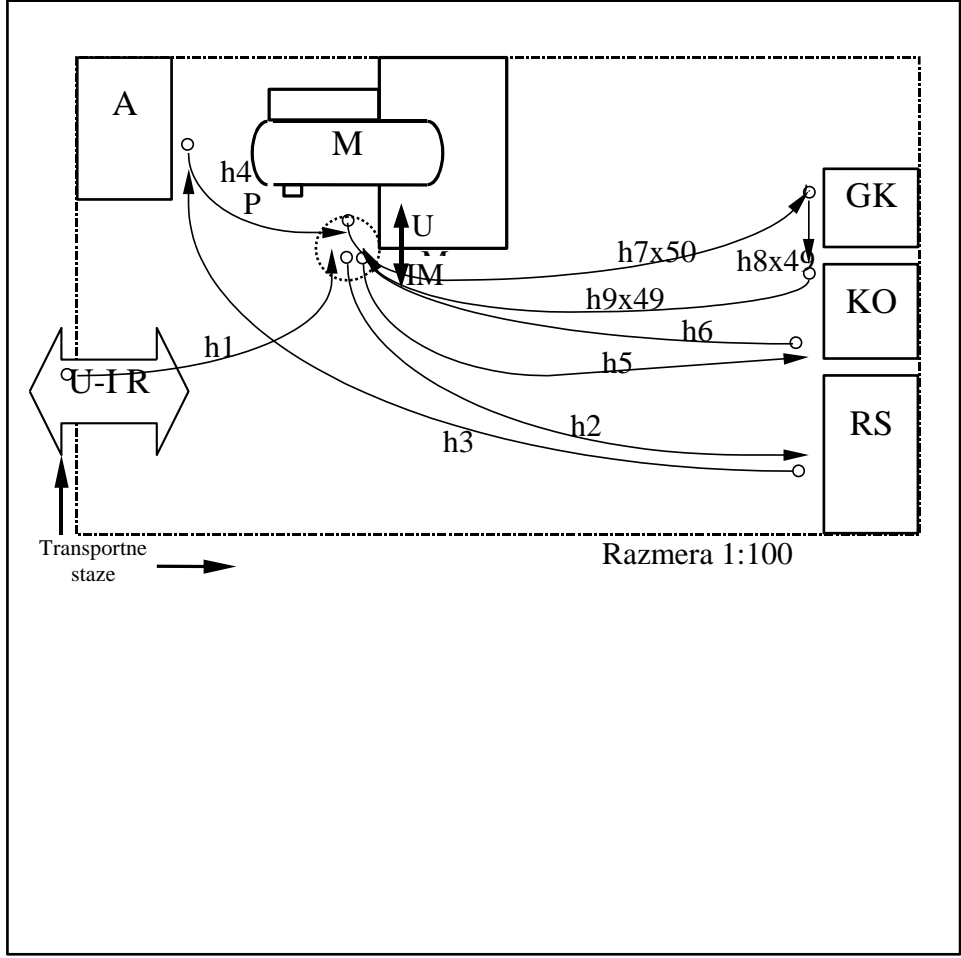 A
M
h4
P
U
IM
GK
h7x50
h8x49
h9x49
KO
h6
h1
h5
U-I R
h2
RS
h3
Transportne
staze
Razmera 1:100